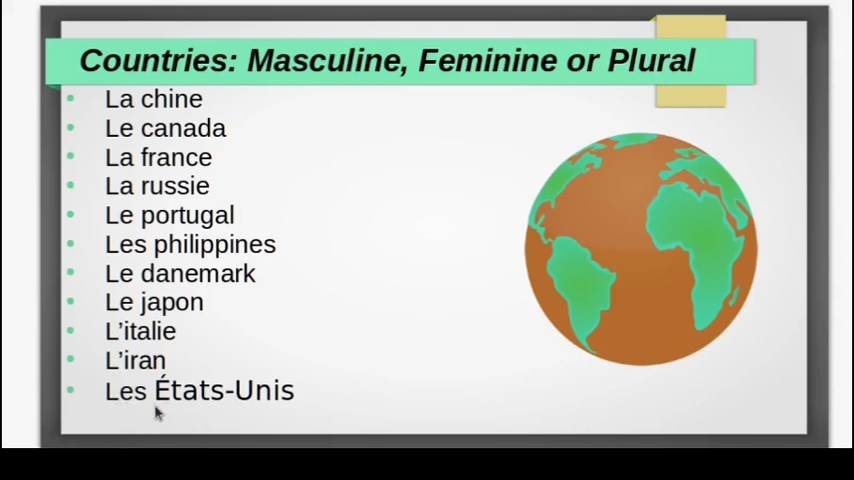 Countries: Masculine, Feminine or Plural
La chine
Le canada
La france
La russie
Le portugal
Les philippines
Le danemark
Le japon
L’italie
L’iran
Les États-Unis